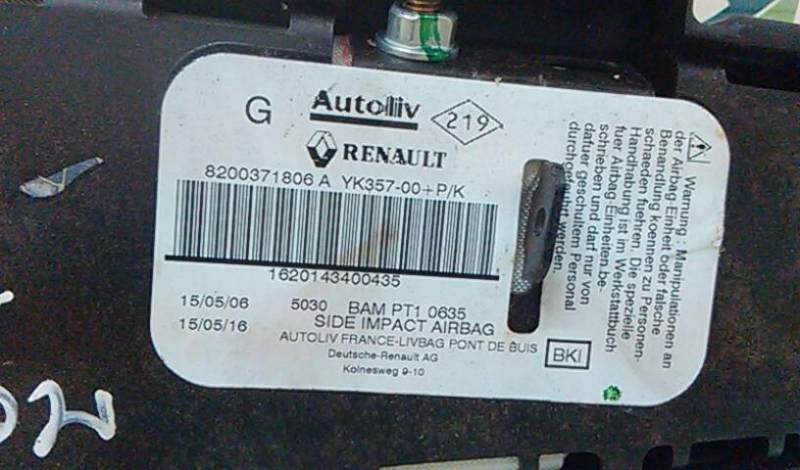 G
Autoliv
219
RENAULT
8200371806 A YK357-00+P/K
1620143400435
15/05/06 5030 BAM PT1 0635
15/05/16 SIDE IMPACT AIRBAG
AUTOLIV FRANCE-LIVBAG PONT DE BUIS
Deutsche-Renault AG
Kolnesweg 9-10
BKI
Warnung : Manipulationen an
der Airbag-Einheit oder falsche
Behandlung koennen zu Personen-
schaeden fuehren. Die spezielle
Handhabung ist im Werkstattbuch
fuer Airbag-Einheiten be-
schrieben und darf nur von
dafuer geschultem Personal
durchgefuehrt werden.